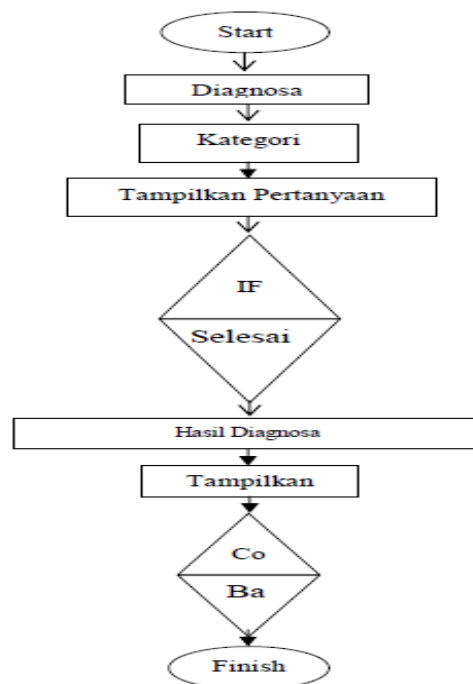 Start
Diagnosa
Kategori
Tampilkan Pertanyaan
IF
Selesai
Hasil Diagnosa
Tampilkan
Co
Ba
Finish